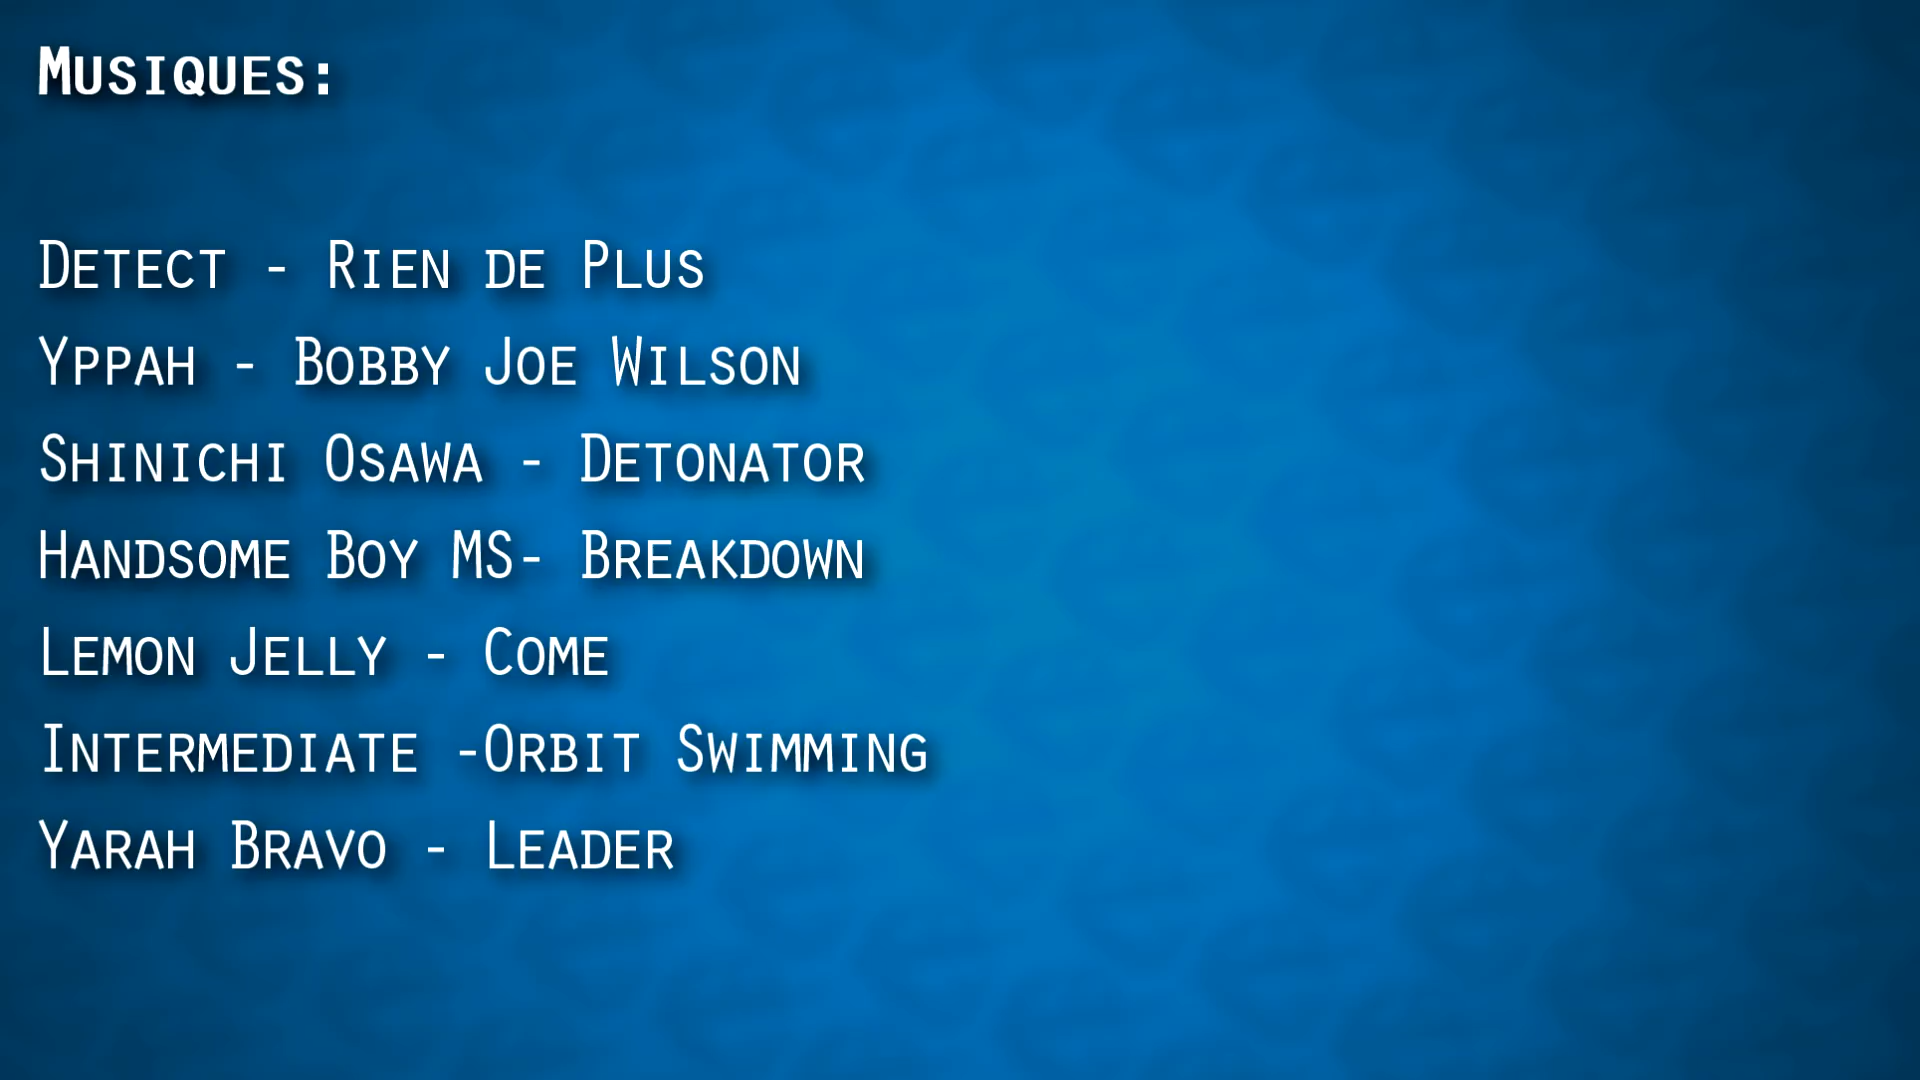 Musiques:
Detect - Rien de Plus
Yppah - Bobby Joe Wilson
Shinichi Osawa - Detonator
Handsome Boy MS- Breakdown
Lemon Jelly - Come
Intermediate -Orbit Swimming
Yarah Bravo - Leader